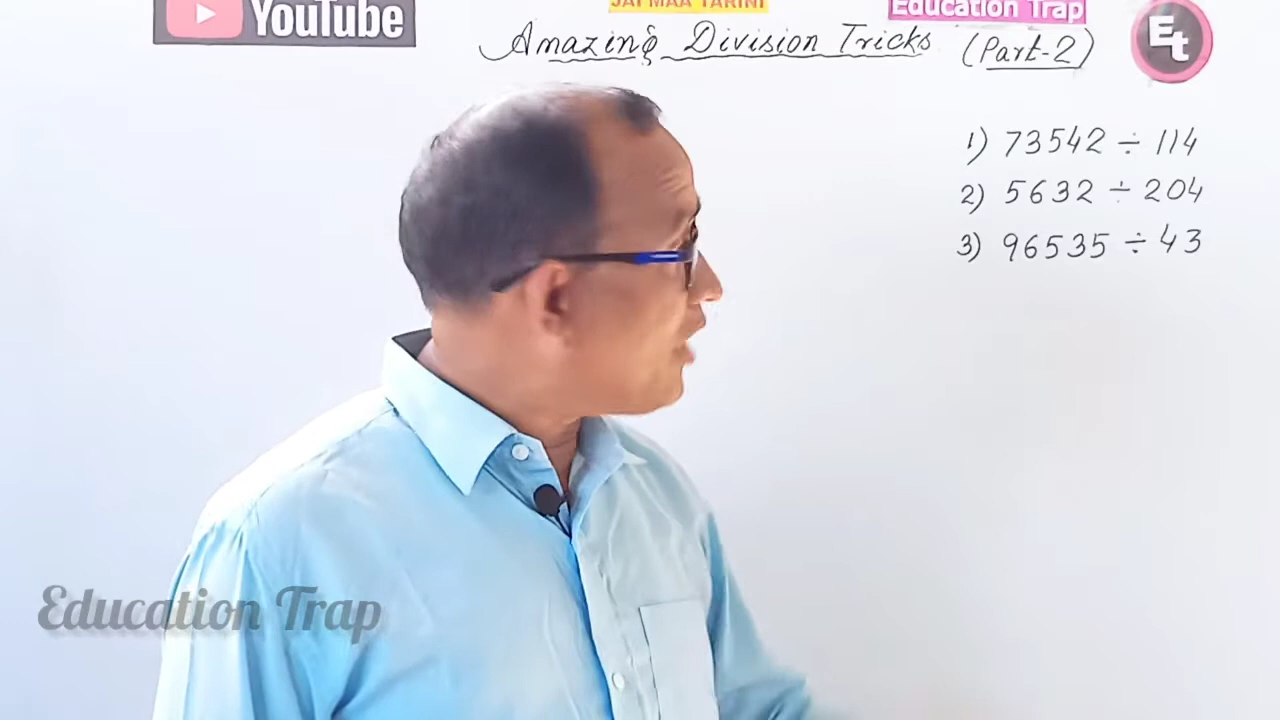 YouTube
JAI MAA TARINI
Education Trap
Et
Amazing Division Tricks (Part-2)
1) 73542 ÷ 114
2) 5632 ÷ 204
3) 96535 ÷ 43
Education Trap